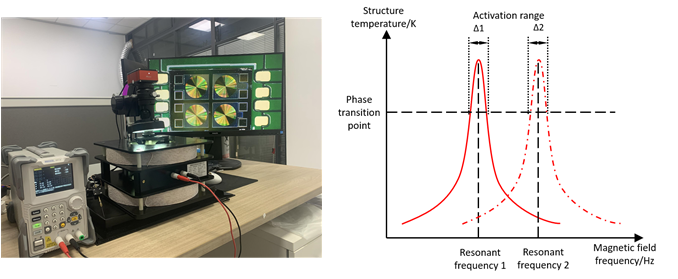 Structure
temperature/K
Activation range
Δ1
Δ2
Phase
transition
point
Resonant
frequency 1
Resonant
frequency 2
Magnetic field
frequency/Hz